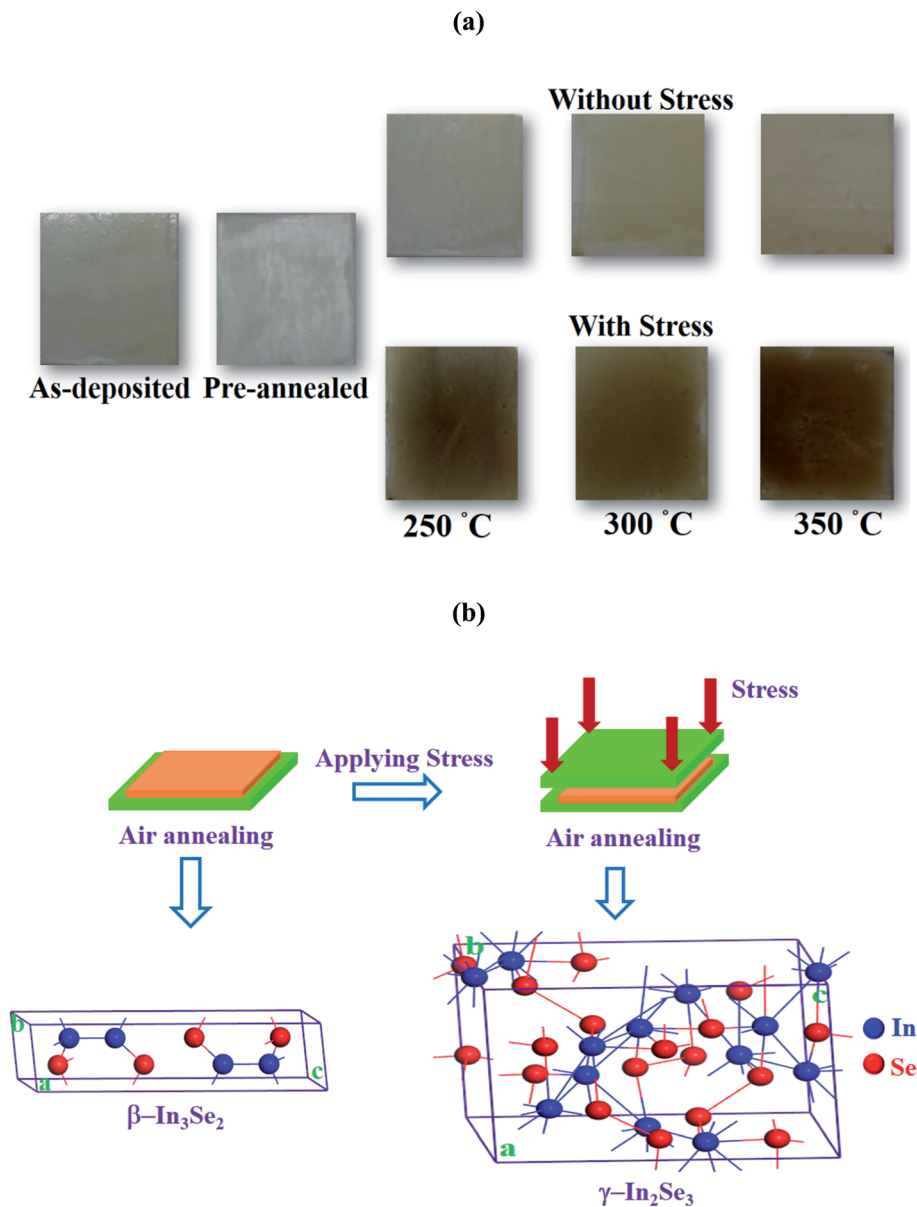 (a)
Without Stress
With Stress
As-deposited Pre-annealed
250 °C 300 °C 350 °C
(b)
Stress
Applying Stress
Air annealing
Air annealing
b
a
c
β–In₃Se₂
b
c
a
In
Se
γ–In₂Se₃